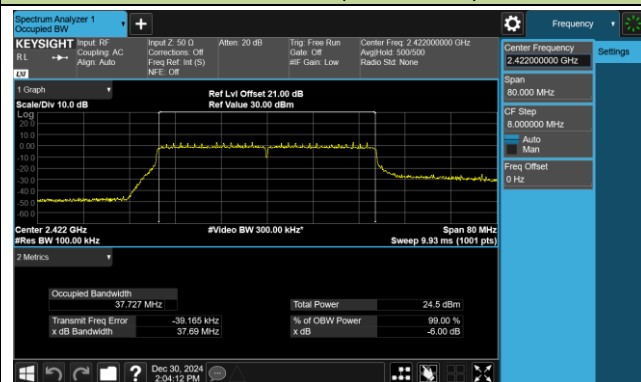 Spectrum Analyzer 1
Occupied BW
Frequency
KEYSIGHT
Input: RF
Input Z: 50 Ω
Atten: 20 dB
Trig: Free Run
Center Freq: 2.422000000 GHz
RL
Coupling: AC
Corrections: Off
Gate: Off
Avg|Hold: 500/500
Align: Auto
Freq Ref: Int (S)
#IF Gain: Low
Radio Std: None
NFE: Off
Center Frequency
2.422000000 GHz
Settings
Span
80.000 MHz
CF Step
8.000000 MHz
Auto
Man
Freq Offset
0 Hz
1 Graph
Scale/Div 10.0 dB
Ref Lvl Offset 21.00 dB
Ref Value 30.00 dBm
Log
20.0
10.0
0.00
-10.0
-20.0
-30.0
-40.0
-50.0
-60.0
Center 2.422 GHz
#Video BW 300.00 kHz*
Span 80 MHz
#Res BW 100.00 kHz
Sweep 9.93 ms (1001 pts)
2 Metrics
Occupied Bandwidth
37.727 MHz
Total Power
24.5 dBm
Transmit Freq Error
-39.165 kHz
% of OBW Power
99.00 %
x dB Bandwidth
37.69 MHz
x dB
-6.00 dB
Dec 30, 2024
2:04:12 PM